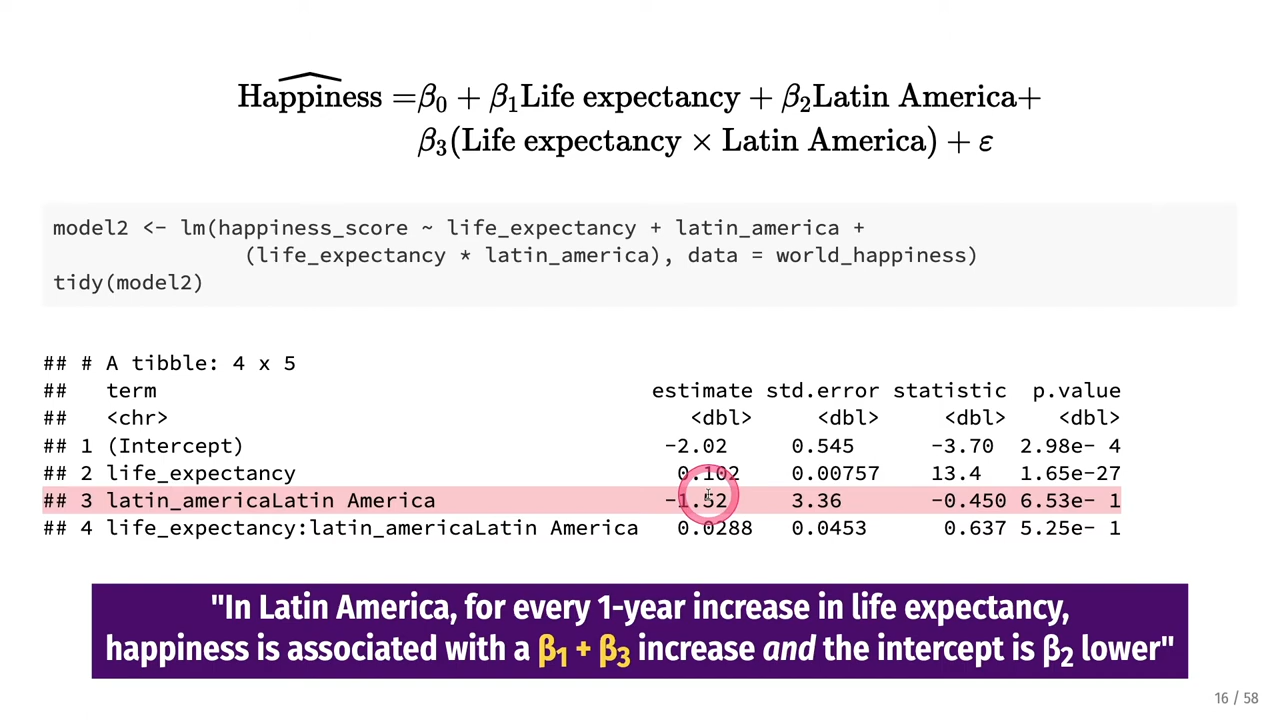 Happiness = β₀ + β₁Life expectancy + β₂Latin America+
β₃(Life expectancy × Latin America) + ε
model2 <- lm(happiness_score ~ life_expectancy + latin_america +
(life_expectancy * latin_america), data = world_happiness)
tidy(model2)
## # A tibble: 4 x 5
##   term                                      estimate std.error statistic  p.value
##   <chr>                                        <dbl>     <dbl>     <dbl>    <dbl>
## 1 (Intercept)                                -2.02     0.545      -3.70  2.98e- 4
## 2 life_expectancy                             0.102    0.00757    13.4   1.65e-27
## 3 latin_americaLatin America                 -1.52     3.36       -0.450 6.53e- 1
## 4 life_expectancy:latin_americaLatin America  0.0288   0.0453      0.637 5.25e- 1
"In Latin America, for every 1-year increase in life expectancy,
happiness is associated with a β₁ + β₃ increase and the intercept is β₂ lower"
16 / 58